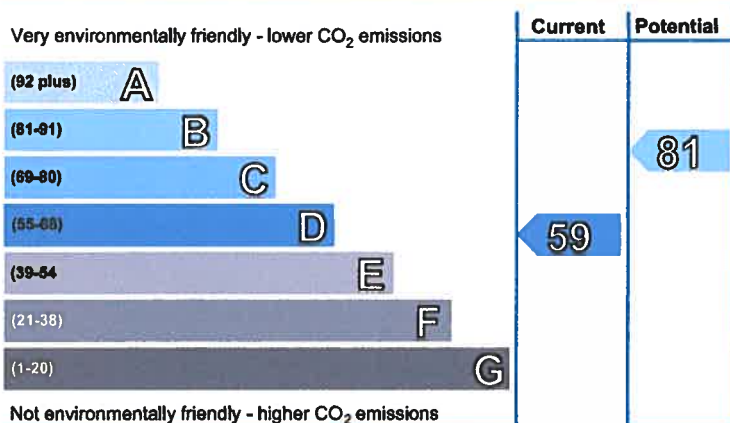 Current Potential
Very environmentally friendly - lower CO2 emissions
(92 plus) A
(81-91) B
81
(69-80) C
(55-68) D
59
(39-54 E
(21-38) F
(1-20) G
Not environmentally friendly - higher CO2 emissions